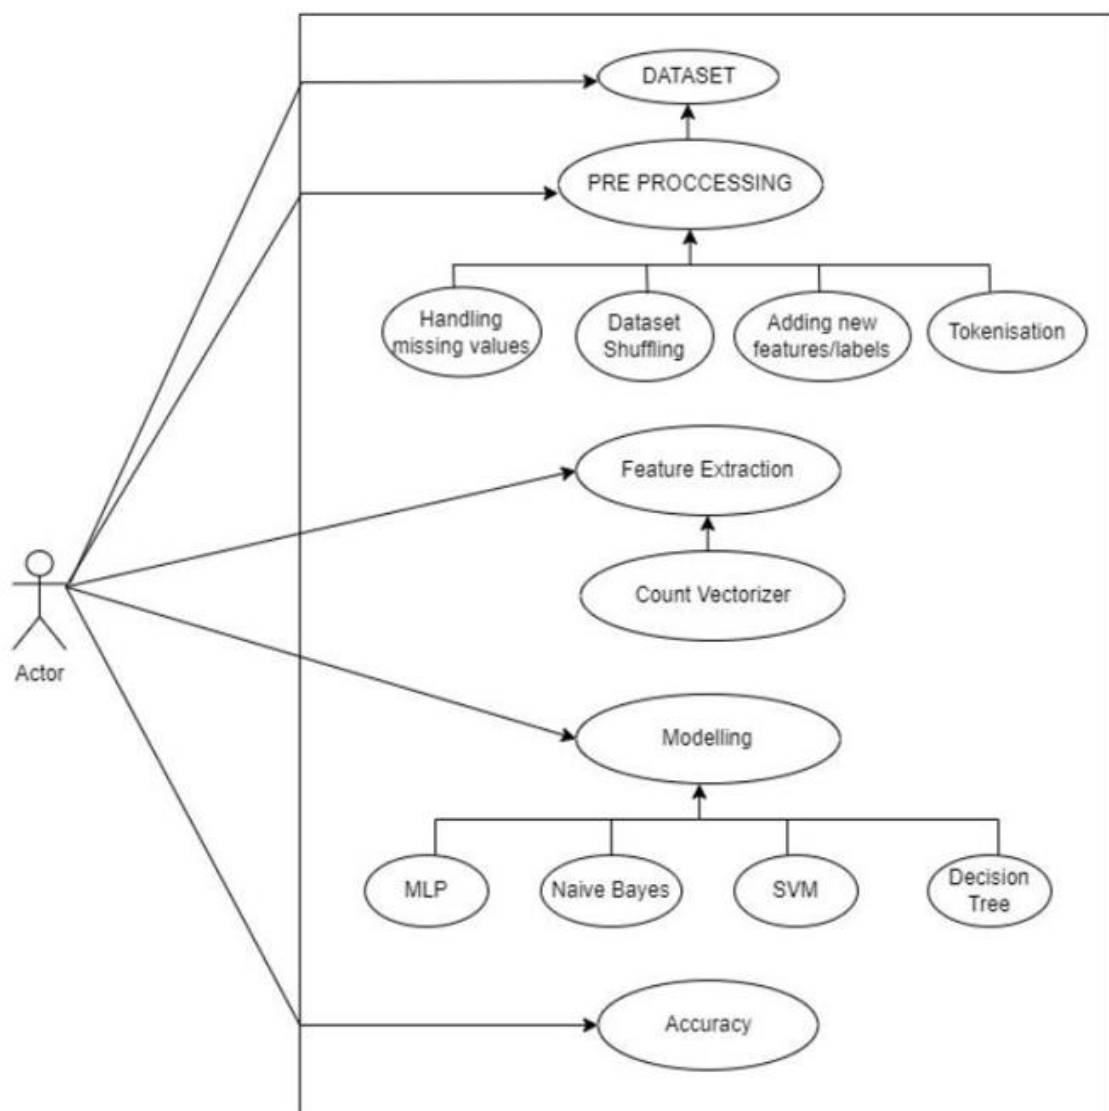 DATASET
PRE PROCCESSING
Handling
missing values
Dataset
Shuffling
Adding new
features/labels
Tokenisation
Feature Extraction
Count Vectorizer
Actor
Modelling
MLP
Naive Bayes
SVM
Decision
Tree
Accuracy